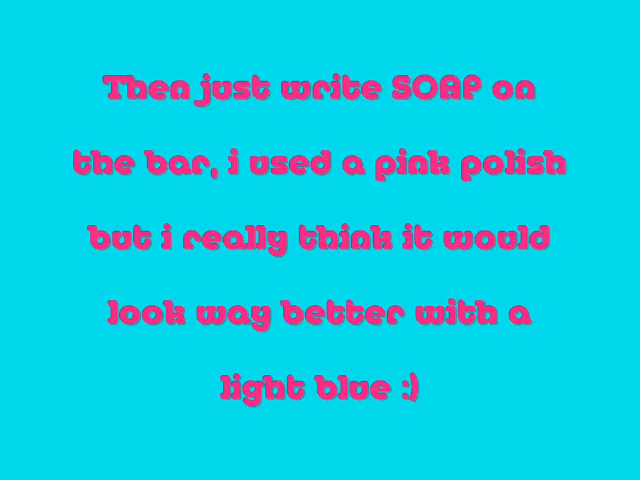 Then just write SOAP on
the bar, i used a pink polish
but i really think it would
look way better with a
light blue :)